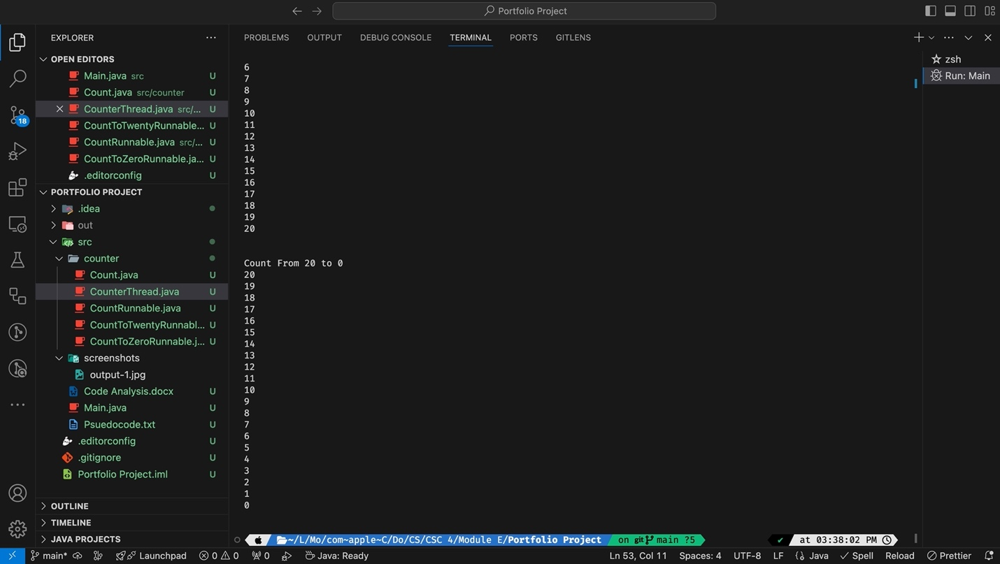 Portfolio Project
EXPLORER
OPEN EDITORS
Main.java src U
Count.java src/counter U
CounterThread.java src/... U
CountToTwentyRunnable... U
CountRunnable.java src/... U
CountToZeroRunnable.ja... U
.editorconfig U
PORTFOLIO PROJECT
.idea
out
src
counter
Count.java U
CounterThread.java U
CountRunnable.java U
CountToTwentyRunnabl... U
CountToZeroRunnable.j... U
screenshots
output-1.jpg
Code Analysis.docx U
Main.java U
Psuedocode.txt U
.editorconfig U
.gitignore U
Portfolio Project.iml U
OUTLINE
TIMELINE
JAVA PROJECTS
18
PROBLEMS OUTPUT DEBUG CONSOLE TERMINAL PORTS GITLENS
6
7
8
9
10
11
12
13
14
15
16
17
18
19
20
Count From 20 to 0
20
19
18
17
16
15
14
13
12
11
10
9
8
7
6
5
4
3
2
1
0
~/L/Mo/com~apple~C/Do/CS/CSC 4/Module E/Portfolio Project on git main ?5 ✔ at 03:38:02 PM
zsh
Run: Main
main* Launchpad 0 0 0 Java: Ready Ln 53, Col 11 Spaces: 4 UTF-8 LF {} Java Spell Reload Prettier